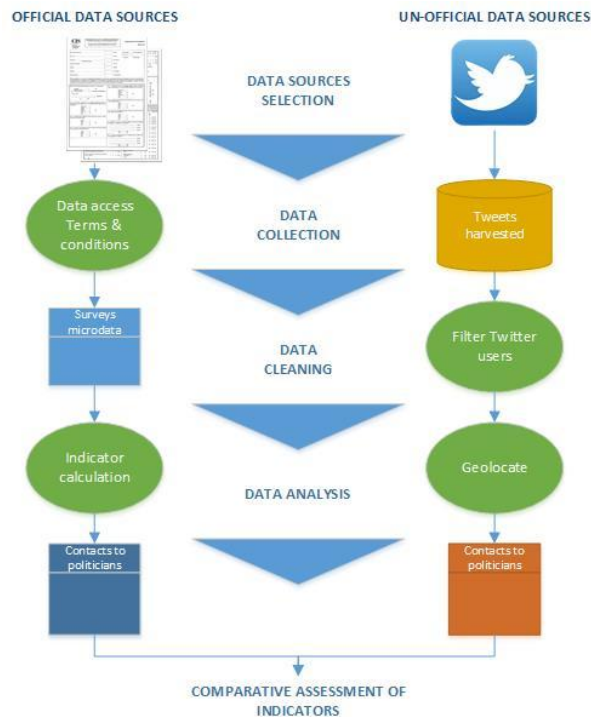 OFFICIAL DATA SOURCES
UN-OFFICIAL DATA SOURCES
DATA SOURCES
SELECTION
Data access
Terms &
conditions
DATA
COLLECTION
Tweets
harvested
Surveys
microdata
DATA
CLEANING
Filter Twitter
users
Indicator
calculation
DATA ANALYSIS
Geolocate
Contacts to
politicians
Contacts to
politicians
COMPARATIVE ASSESSMENT OF
INDICATORS